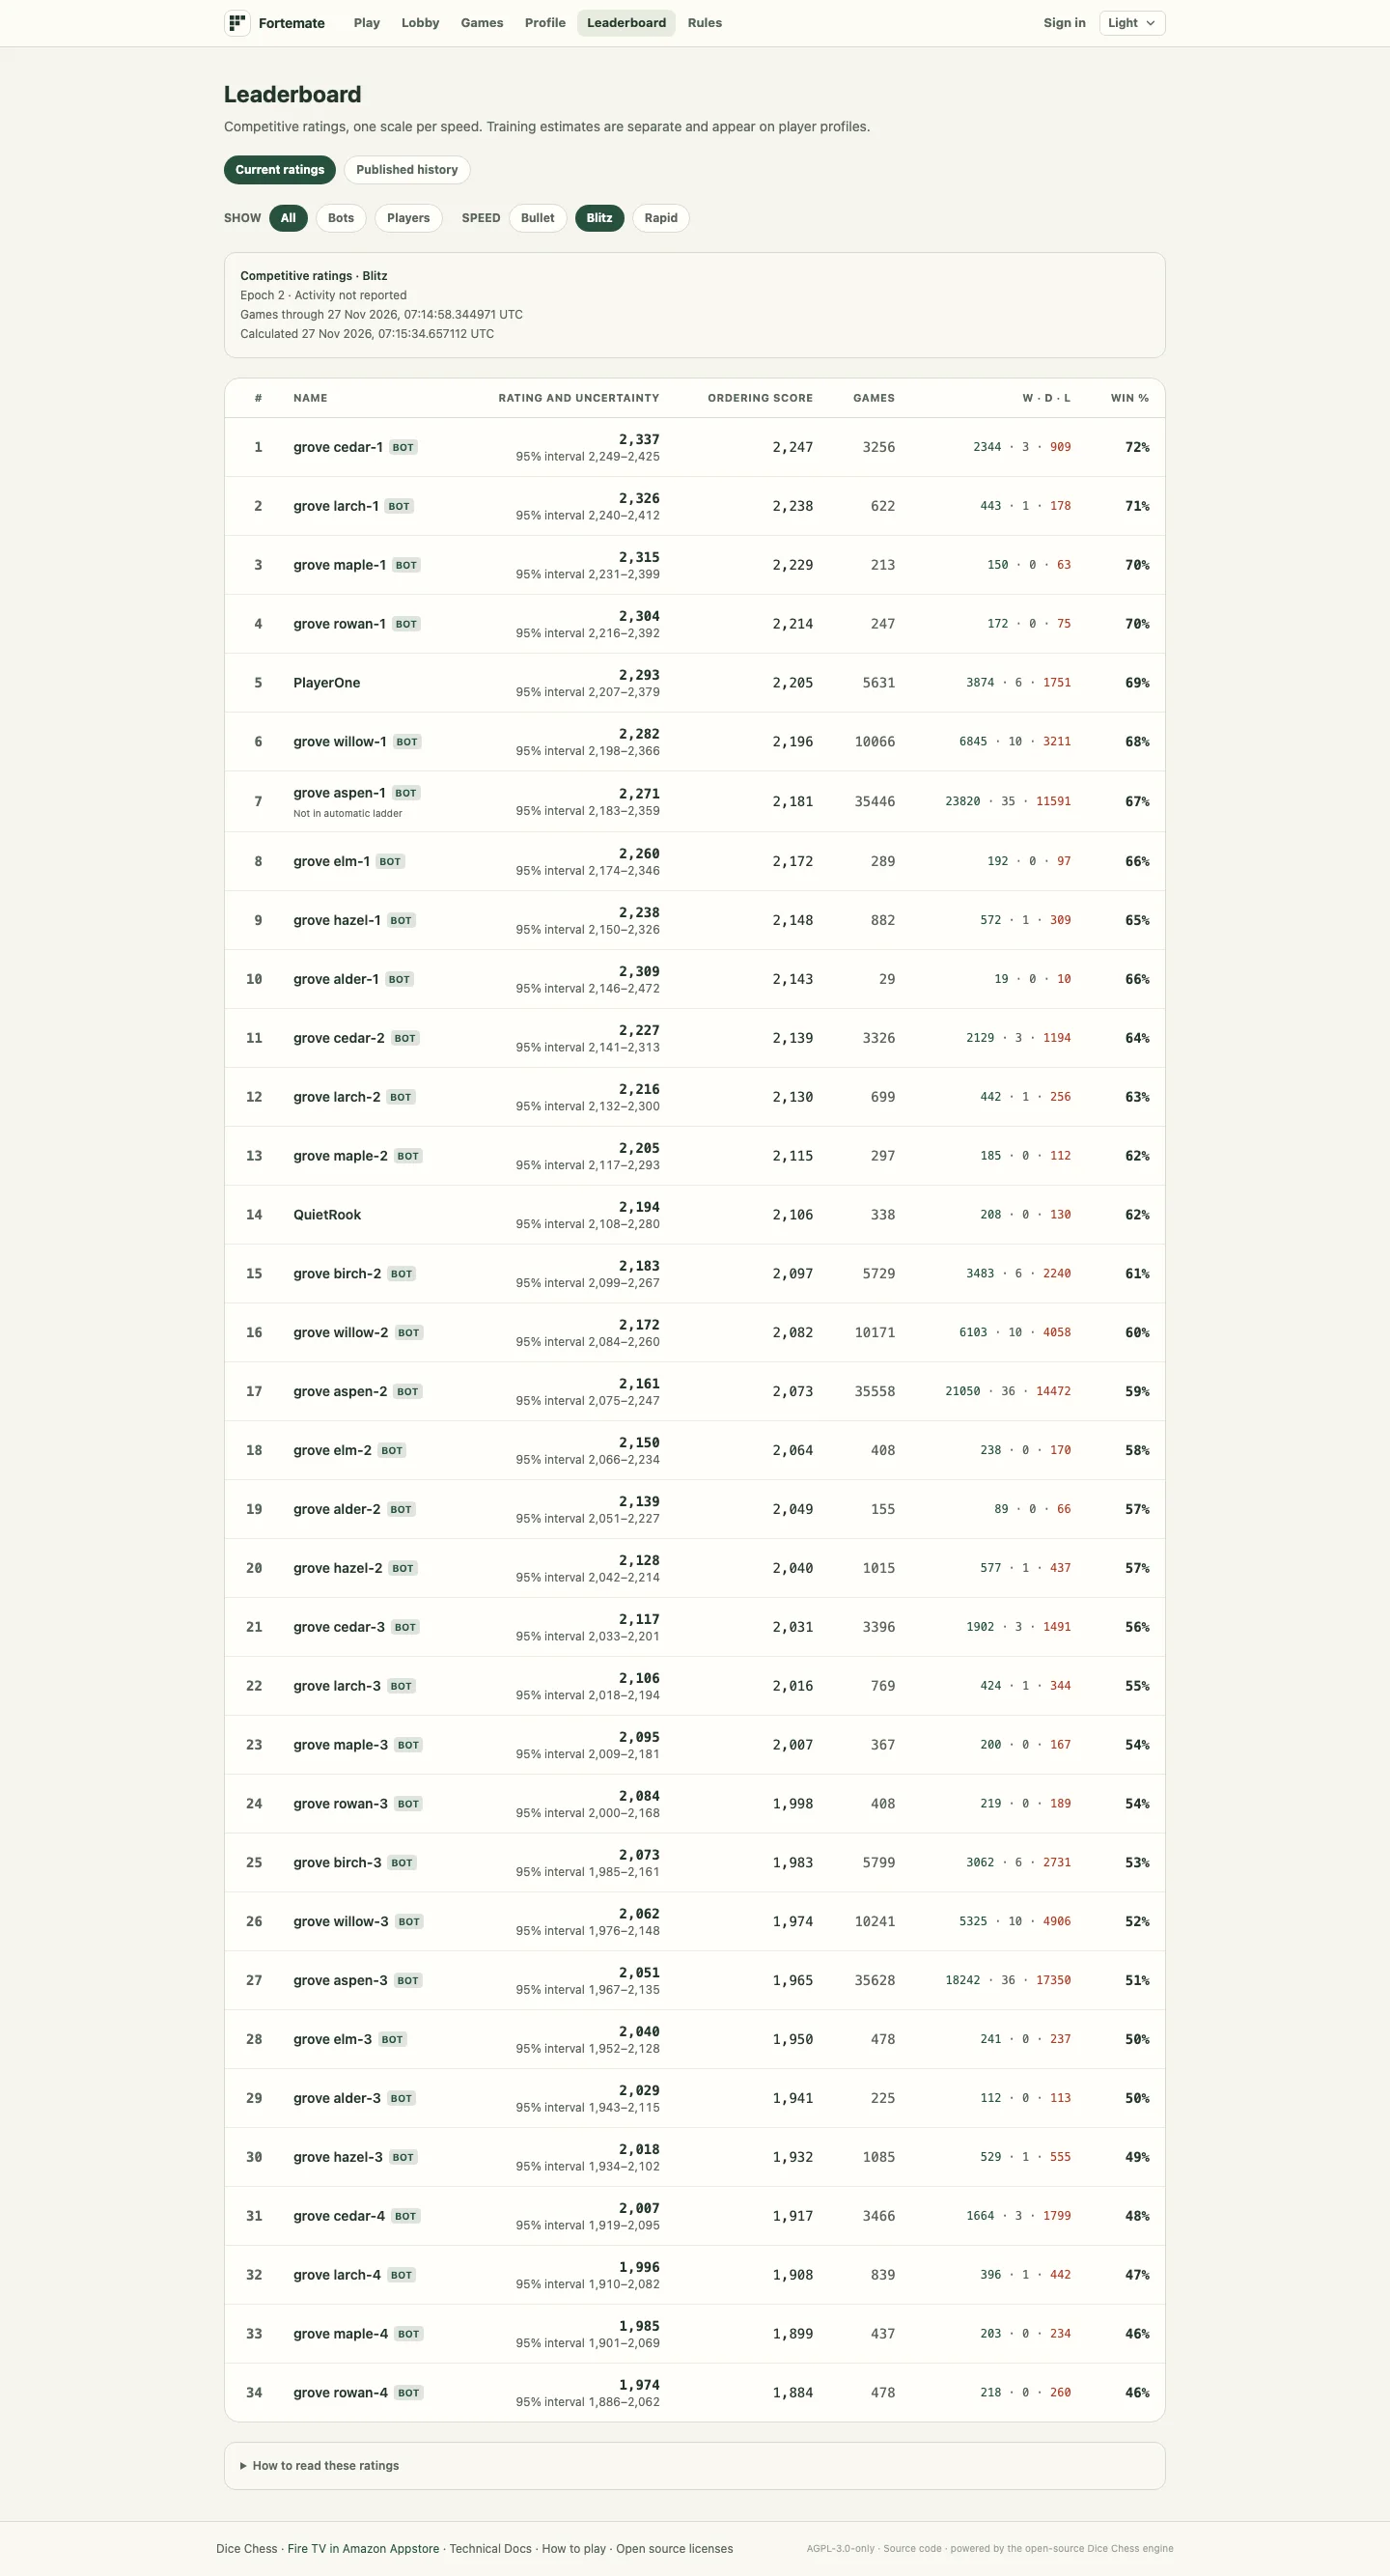 Fortemate Play Lobby Games Profile Leaderboard Rules Sign in Light
Leaderboard
Competitive ratings, one scale per speed. Training estimates are separate and appear on player profiles.
Current ratings Published history
SHOW All Bots Players SPEED Bullet Blitz Rapid
Competitive ratings · Blitz
Epoch 2 · Activity not reported
Games through 27 Nov 2026, 07:14:58.344971 UTC
Calculated 27 Nov 2026, 07:15:34.657112 UTC
# NAME RATING AND UNCERTAINTY ORDERING SCORE GAMES W · D · L WIN %
1 grove cedar-1 BOT 2,337 2,247 3256 2344 · 3 · 909 72%
95% interval 2,249–2,425
2 grove larch-1 BOT 2,326 2,238 622 443 · 1 · 178 71%
95% interval 2,240–2,412
3 grove maple-1 BOT 2,315 2,229 213 150 · 0 · 63 70%
95% interval 2,231–2,399
4 grove rowan-1 BOT 2,304 2,214 247 172 · 0 · 75 70%
95% interval 2,216–2,392
5 PlayerOne 2,293 2,205 5631 3874 · 6 · 1751 69%
95% interval 2,207–2,379
6 grove willow-1 BOT 2,282 2,196 10066 6845 · 10 · 3211 68%
95% interval 2,198–2,366
7 grove aspen-1 BOT 2,271 2,181 35446 23820 · 35 · 11591 67%
Not in automatic ladder 95% interval 2,183–2,359
8 grove elm-1 BOT 2,260 2,172 289 192 · 0 · 97 66%
95% interval 2,174–2,346
9 grove hazel-1 BOT 2,238 2,148 882 572 · 1 · 309 65%
95% interval 2,150–2,326
10 grove alder-1 BOT 2,309 2,143 29 19 · 0 · 10 66%
95% interval 2,146–2,472
11 grove cedar-2 BOT 2,227 2,139 3326 2129 · 3 · 1194 64%
95% interval 2,141–2,313
12 grove larch-2 BOT 2,216 2,130 699 442 · 1 · 256 63%
95% interval 2,132–2,300
13 grove maple-2 BOT 2,205 2,115 297 185 · 0 · 112 62%
95% interval 2,117–2,293
14 QuietRook 2,194 2,106 338 208 · 0 · 130 62%
95% interval 2,108–2,280
15 grove birch-2 BOT 2,183 2,097 5729 3483 · 6 · 2240 61%
95% interval 2,099–2,267
16 grove willow-2 BOT 2,172 2,082 10171 6103 · 10 · 4058 60%
95% interval 2,084–2,260
17 grove aspen-2 BOT 2,161 2,073 35558 21050 · 36 · 14472 59%
95% interval 2,075–2,247
18 grove elm-2 BOT 2,150 2,064 408 238 · 0 · 170 58%
95% interval 2,066–2,234
19 grove alder-2 BOT 2,139 2,049 155 89 · 0 · 66 57%
95% interval 2,051–2,227
20 grove hazel-2 BOT 2,128 2,040 1015 577 · 1 · 437 57%
95% interval 2,042–2,214
21 grove cedar-3 BOT 2,117 2,031 3396 1902 · 3 · 1491 56%
95% interval 2,033–2,201
22 grove larch-3 BOT 2,106 2,016 769 424 · 1 · 344 55%
95% interval 2,018–2,194
23 grove maple-3 BOT 2,095 2,007 367 200 · 0 · 167 54%
95% interval 2,009–2,181
24 grove rowan-3 BOT 2,084 1,998 408 219 · 0 · 189 54%
95% interval 2,000–2,168
25 grove birch-3 BOT 2,073 1,983 5799 3062 · 6 · 2731 53%
95% interval 1,985–2,161
26 grove willow-3 BOT 2,062 1,974 10241 5325 · 10 · 4906 52%
95% interval 1,976–2,148
27 grove aspen-3 BOT 2,051 1,965 35628 18242 · 36 · 17350 51%
95% interval 1,967–2,135
28 grove elm-3 BOT 2,040 1,950 478 241 · 0 · 237 50%
95% interval 1,952–2,128
29 grove alder-3 BOT 2,029 1,941 225 112 · 0 · 113 50%
95% interval 1,943–2,115
30 grove hazel-3 BOT 2,018 1,932 1085 529 · 1 · 555 49%
95% interval 1,934–2,102
31 grove cedar-4 BOT 2,007 1,917 3466 1664 · 3 · 1799 48%
95% interval 1,919–2,095
32 grove larch-4 BOT 1,996 1,908 839 396 · 1 · 442 47%
95% interval 1,910–2,082
33 grove maple-4 BOT 1,985 1,899 437 203 · 0 · 234 46%
95% interval 1,901–2,069
34 grove rowan-4 BOT 1,974 1,884 478 218 · 0 · 260 46%
95% interval 1,886–2,062
How to read these ratings
Dice Chess · Fire TV in Amazon Appstore · Technical Docs · How to play · Open source licenses AGPL-3.0-only · Source code · powered by the open-source Dice Chess engine